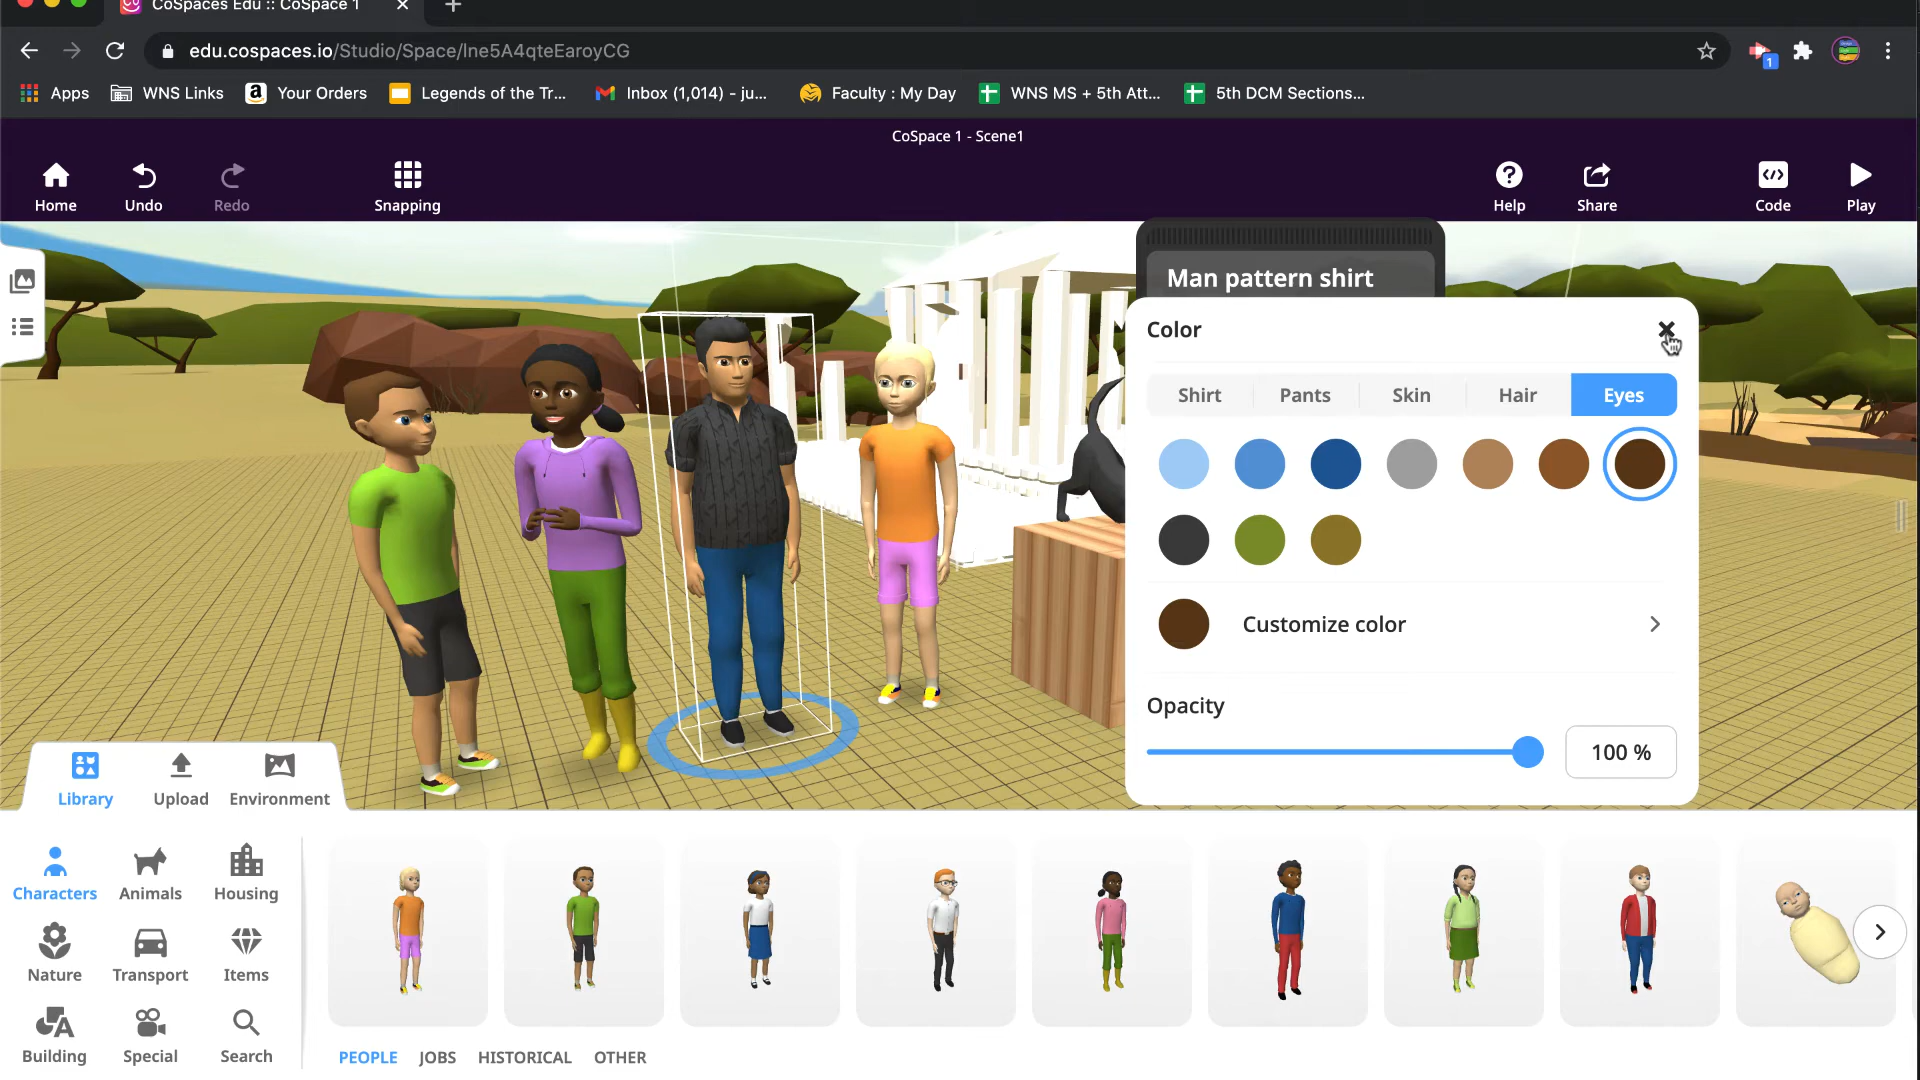 CoSpaces Edu :: CoSpace 1
edu.cospaces.io/Studio/Space/lne5A4qteEaroyCG
1
Apps
WNS Links
Your Orders
Legends of the Tr...
Inbox (1,014) - ju...
Faculty : My Day
WNS MS + 5th Att...
5th DCM Sections...
CoSpace 1 - Scene1
Home
Undo
Redo
Snapping
Help
Share
Code
Play
Man pattern shirt
Color
Shirt
Pants
Skin
Hair
Eyes
Customize color
Opacity
100 %
Library
Upload
Environment
Characters
Animals
Housing
Nature
Transport
Items
Building
Special
Search
PEOPLE
JOBS
HISTORICAL
OTHER